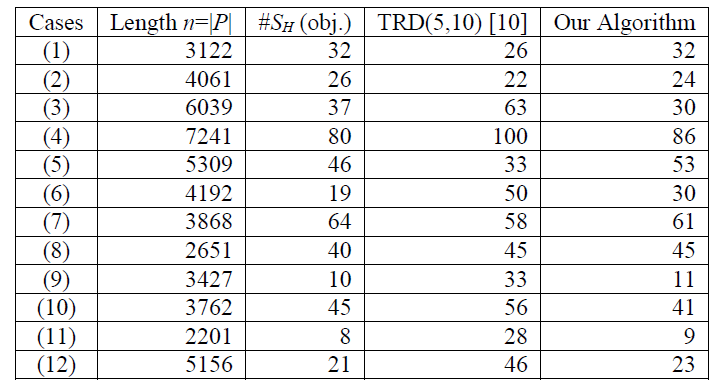 Cases Length n=|P| #S_H (obj.) TRD(5,10) [10] Our Algorithm
(1) 3122 32 26 32
(2) 4061 26 22 24
(3) 6039 37 63 30
(4) 7241 80 100 86
(5) 5309 46 33 53
(6) 4192 19 50 30
(7) 3868 64 58 61
(8) 2651 40 45 45
(9) 3427 10 33 11
(10) 3762 45 56 41
(11) 2201 8 28 9
(12) 5156 21 46 23